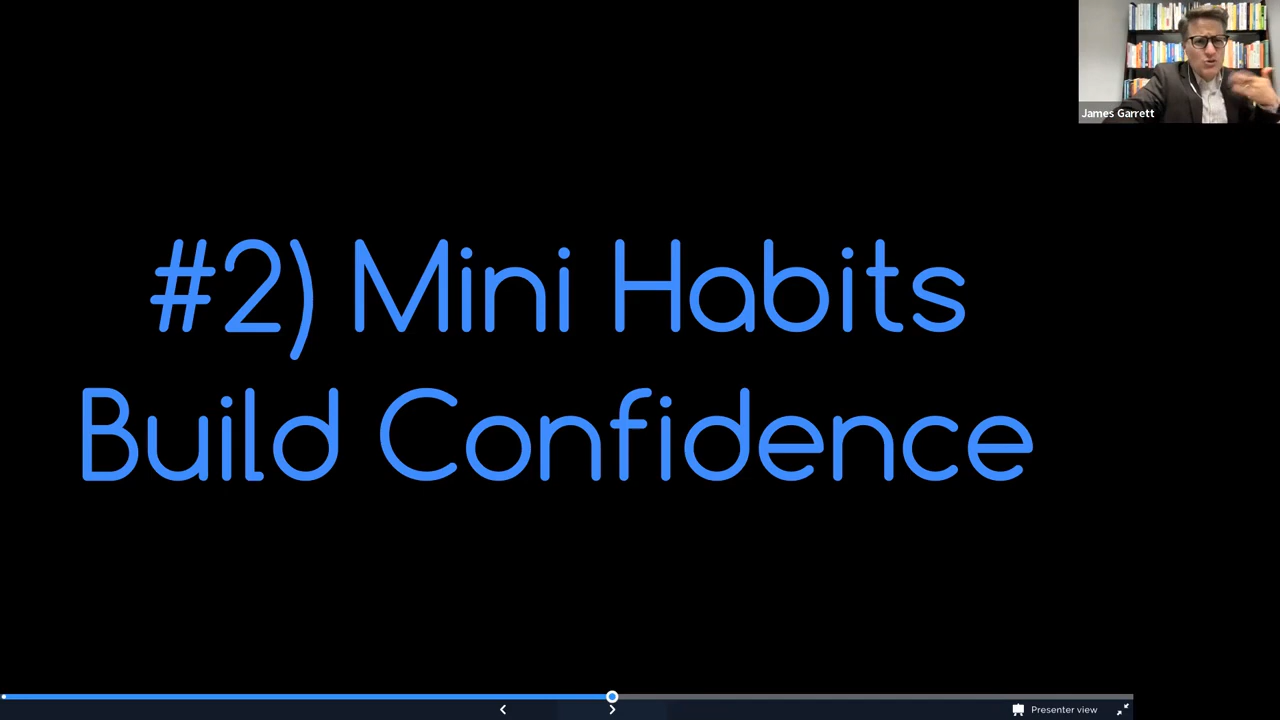 James Garrett
#2) Mini Habits
Build Confidence
Presenter view